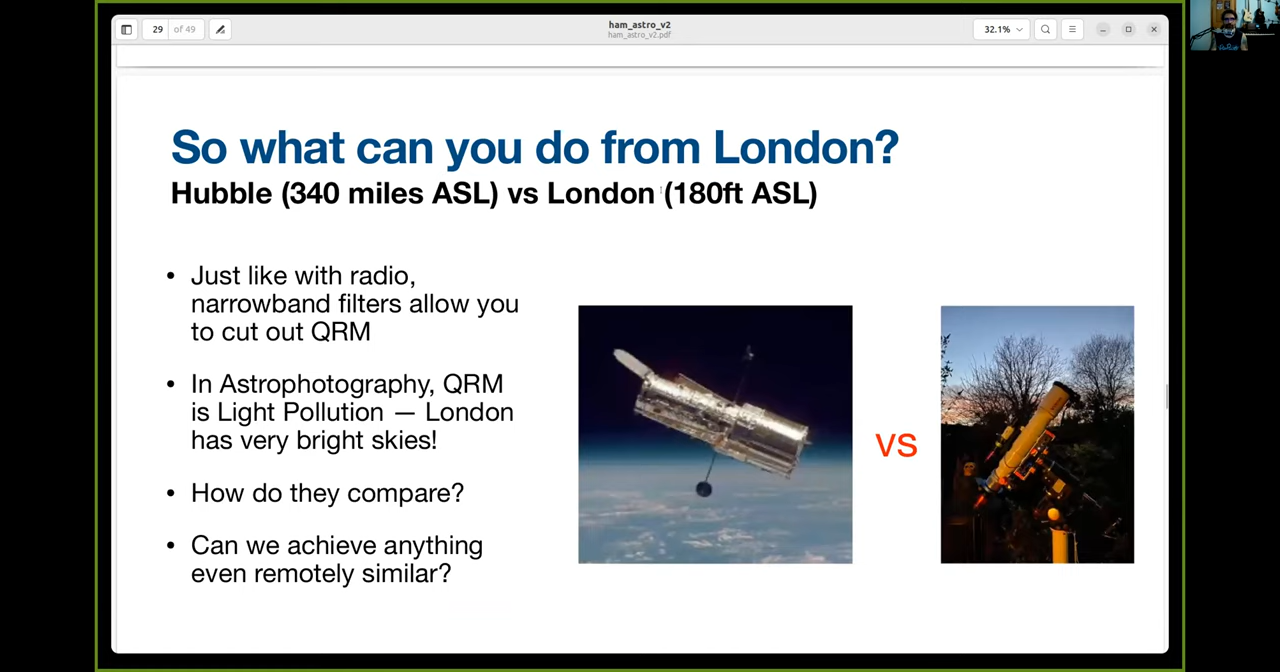 29 of 49
ham_astro_v2
ham_astro_v2.pdf
32.1%
So what can you do from London?
Hubble (340 miles ASL) vs London (180ft ASL)
• Just like with radio,
narrowband filters allow you
to cut out QRM
• In Astrophotography, QRM
is Light Pollution — London
has very bright skies!
• How do they compare?
• Can we achieve anything
even remotely similar?
vs